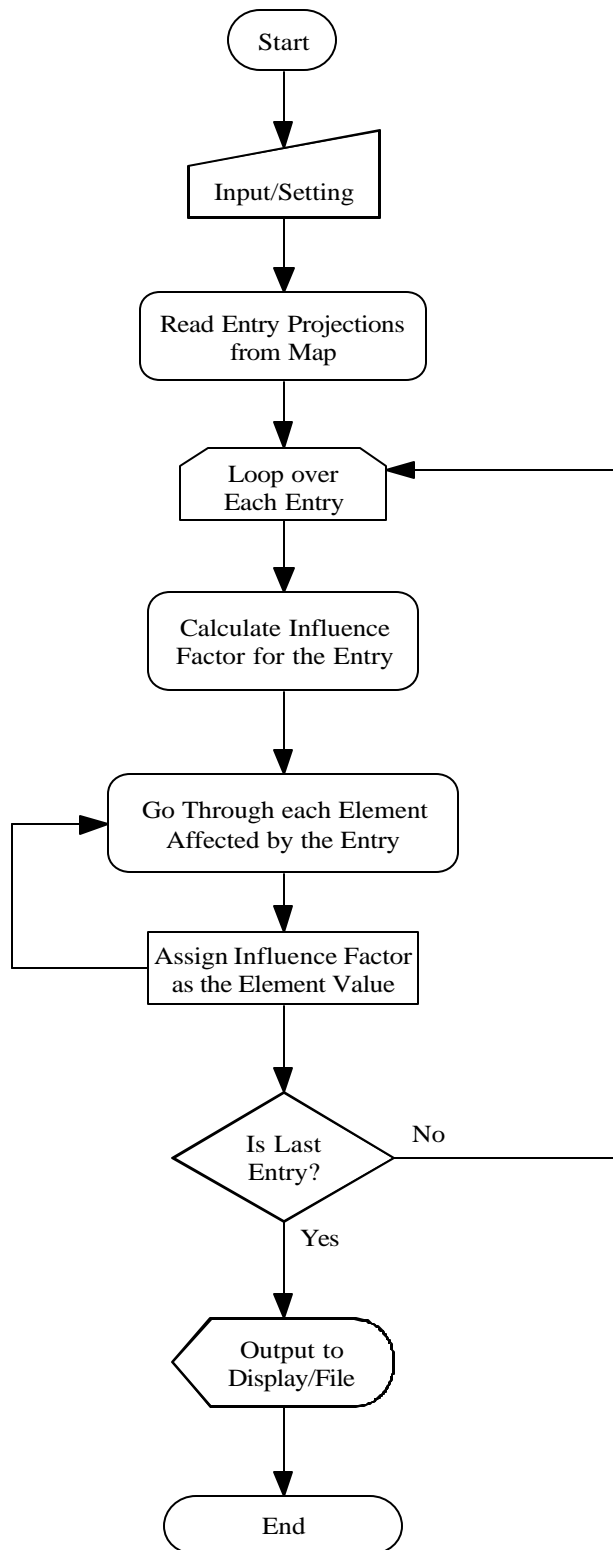 Start
Input/Setting
Read Entry Projections
from Map
Loop over
Each Entry
Calculate Influence
Factor for the Entry
Go Through each Element
Affected by the Entry
Assign Influence Factor
as the Element Value
Is Last
Entry?
No
Yes
Output to
Display/File
End